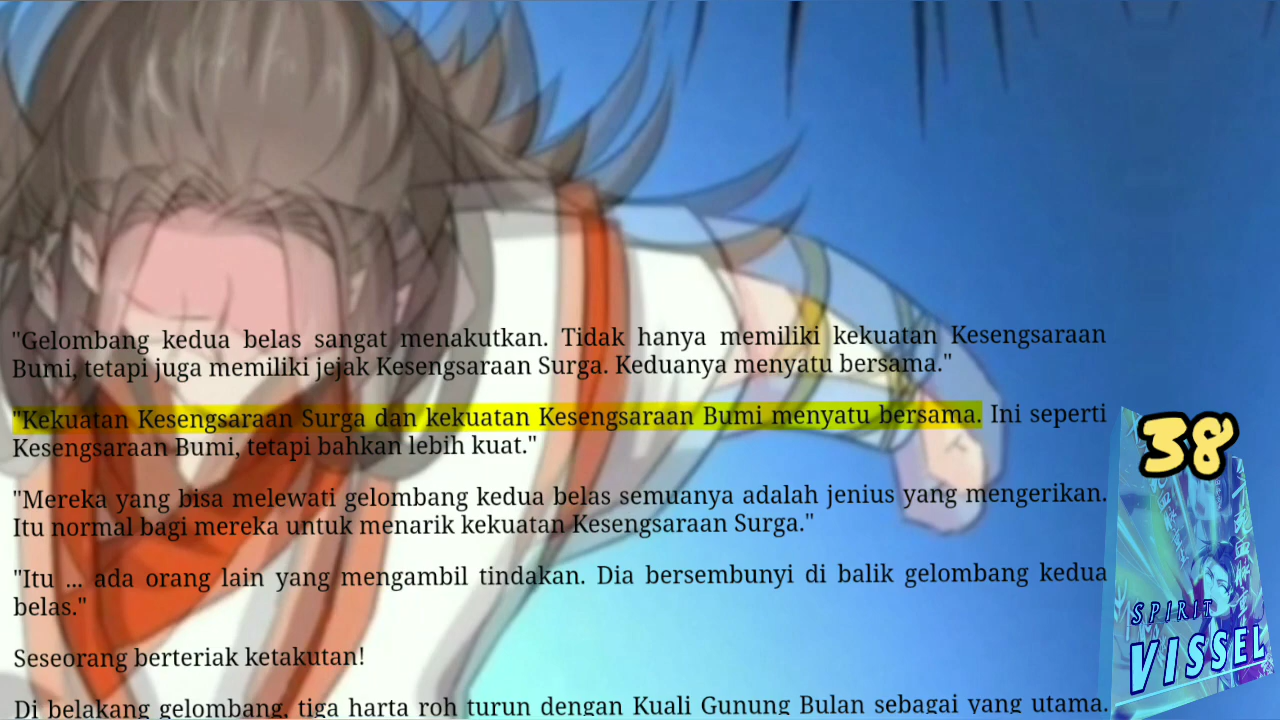 "Gelombang kedua belas sangat menakutkan. Tidak hanya memiliki kekuatan Kesengsaraan
Bumi, tetapi juga memiliki jejak Kesengsaraan Surga. Keduanya menyatu bersama."
"Kekuatan Kesengsaraan Surga dan kekuatan Kesengsaraan Bumi menyatu bersama. Ini seperti
Kesengsaraan Bumi, tetapi bahkan lebih kuat."
"Mereka yang bisa melewati gelombang kedua belas semuanya adalah jenius yang mengerikan.
Itu normal bagi mereka untuk menarik kekuatan Kesengsaraan Surga."
"Itu ... ada orang lain yang mengambil tindakan. Dia bersembunyi di balik gelombang kedua
belas."
Seseorang berteriak ketakutan!
Di belakang gelombang, tiga harta roh turun dengan Kuali Gunung Bulan sebagai yang utama.
38
SPIRIT
VISSEL